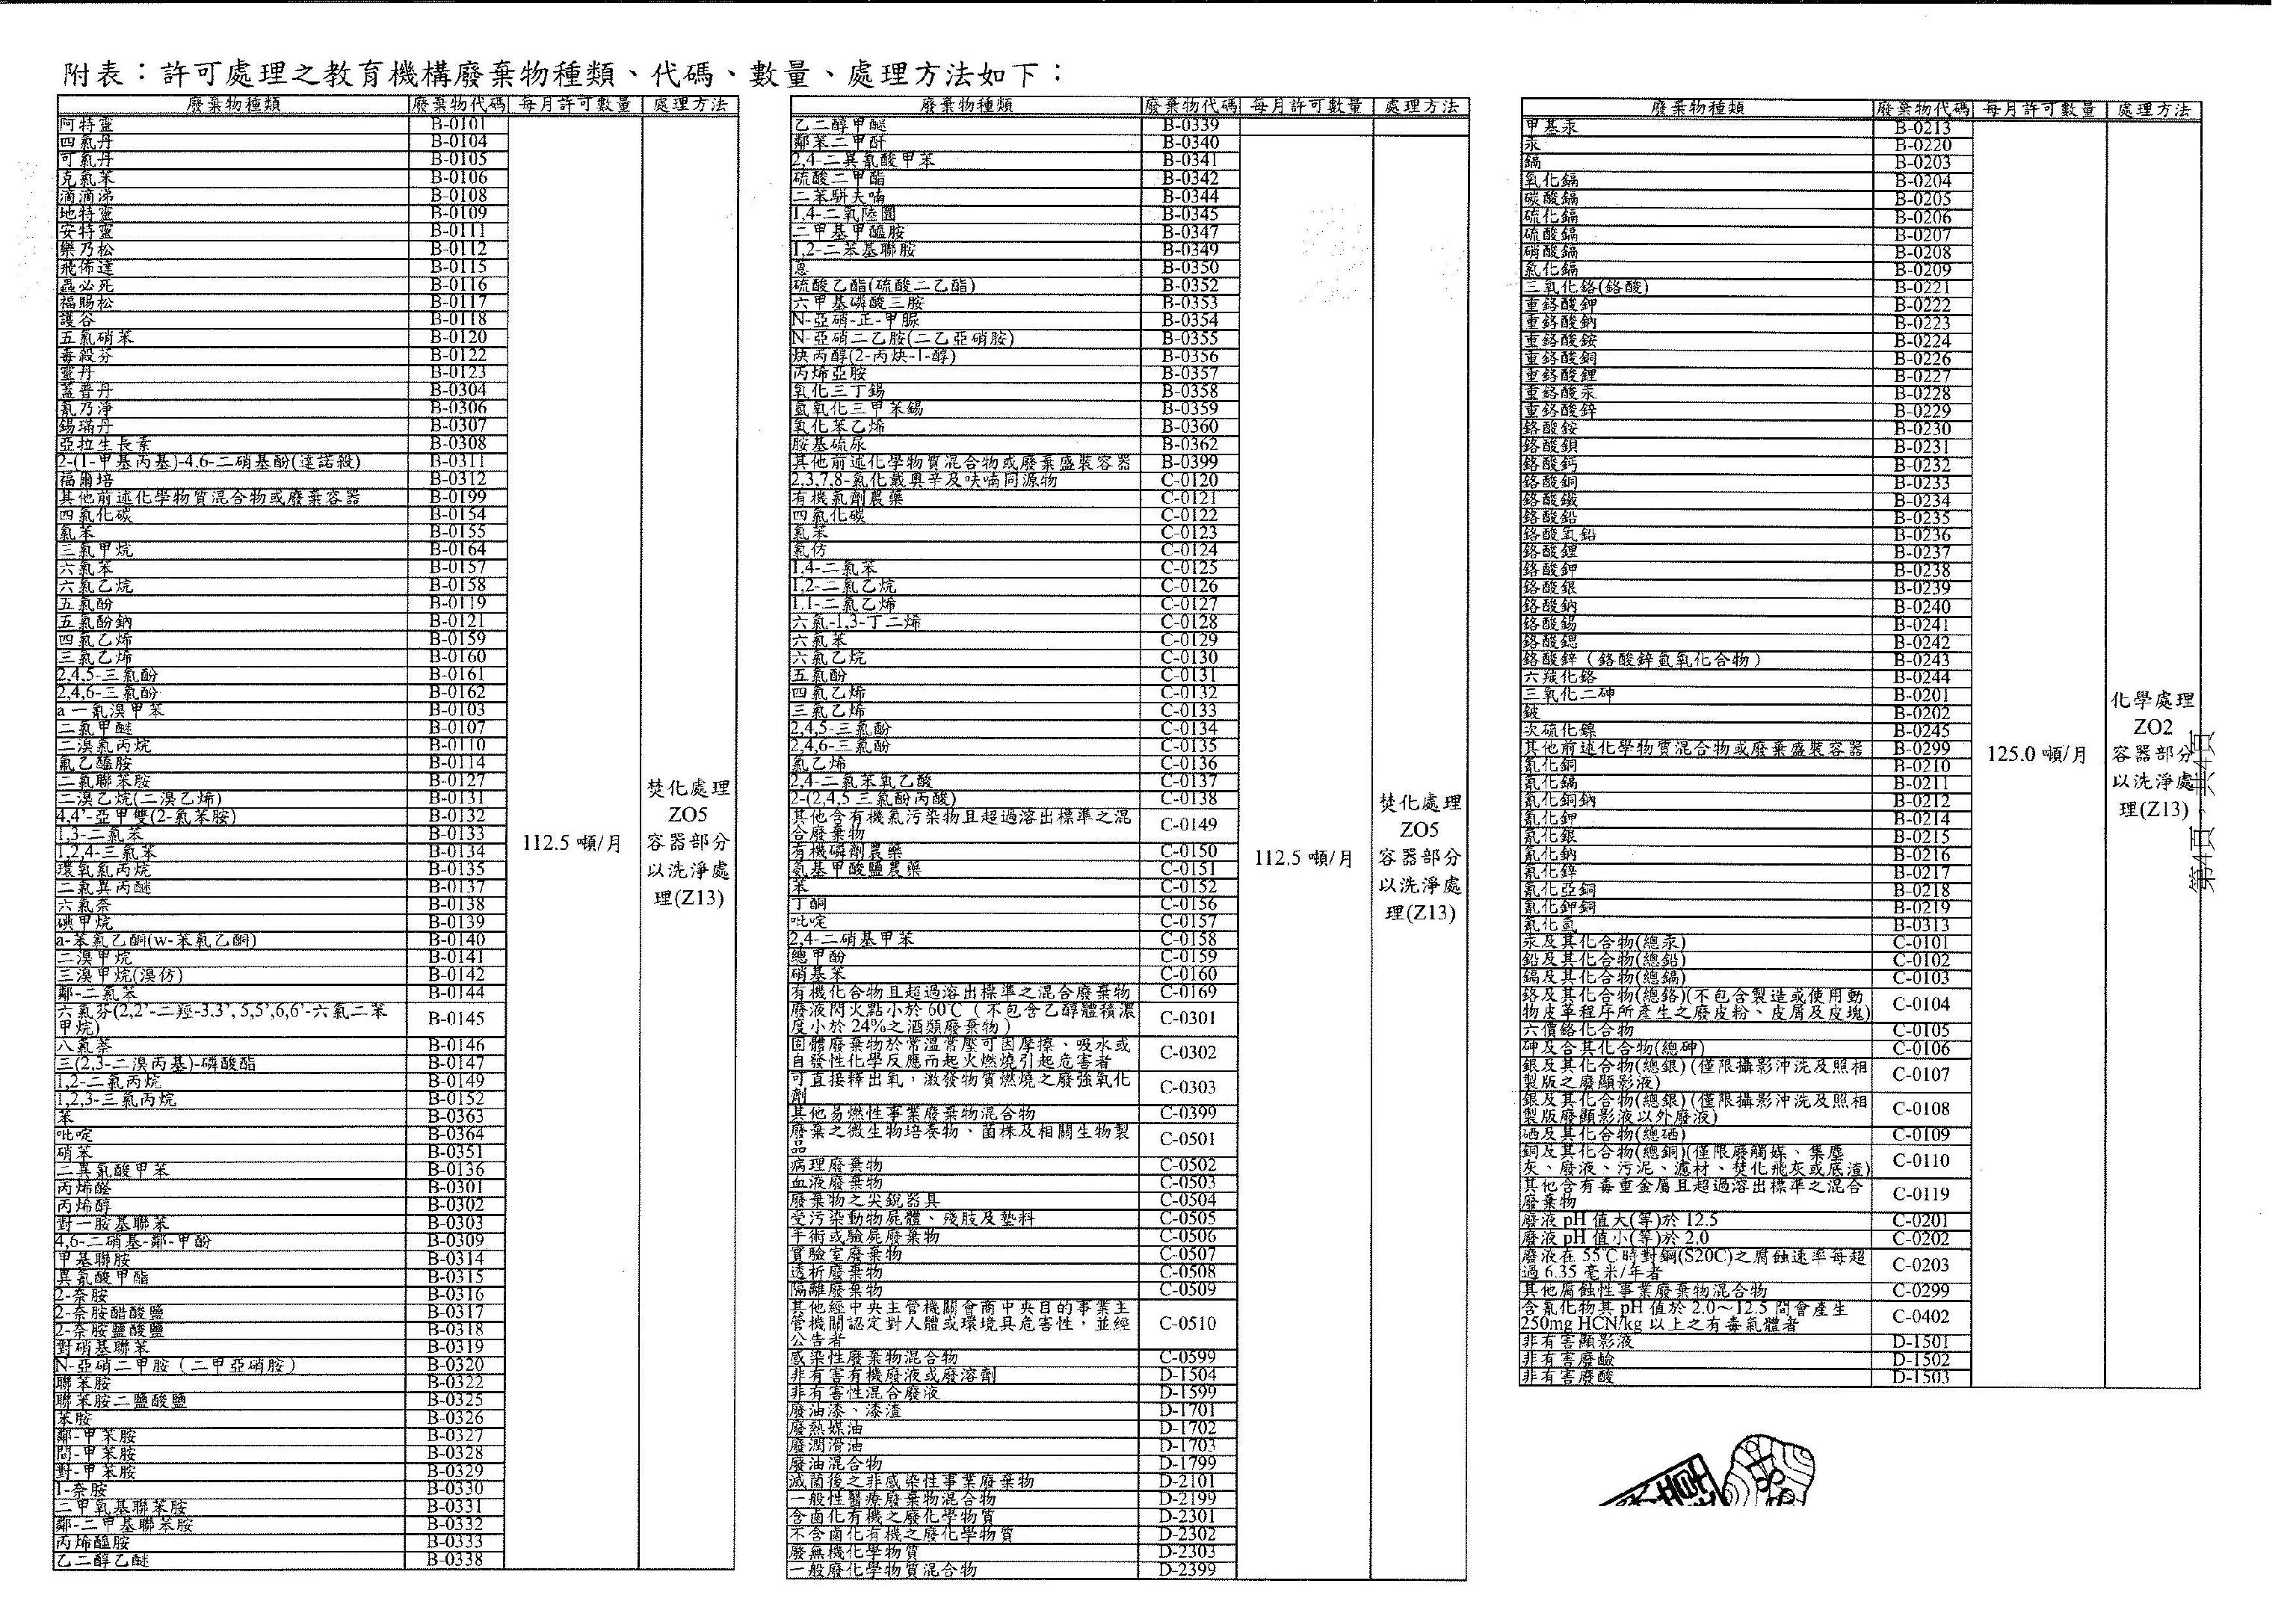 附表：許可處理之教育機構廢棄物種類、代碼、數量、處理方法如下：
廢棄物種類 廢棄物代碼 每月許可數量 處理方法
阿特靈 B-0101
四氯丹 B-0104
可氯丹 B-0105
克氯苯 B-0106
滴滴涕 B-0108
地特靈 B-0109
安特靈 B-0111
樂乃松 B-0112
飛佈達 B-0115
蟲必死 B-0116
福賜松 B-0117
護谷 B-0118
五氯硝苯 B-0120
毒殺芬 B-0122
靈丹 B-0123
蓋普丹 B-0304
氰乃淨 B-0306
錫璊丹 B-0307
亞拉生長素 B-0308
2-(1-甲基丙基)-4,6-二硝基酚(達諾殺) B-0311
福爾培 B-0312
其他前述化學物質混合物或廢棄容器 B-0199
四氯化碳 B-0154
氯苯 B-0155
三氯甲烷 B-0164
六氯苯 B-0157
六氯乙烷 B-0158
五氯酚 B-0119
五氯酚鈉 B-0121
四氯乙烯 B-0159
三氯乙烯 B-0160
2,4,5-三氯酚 B-0161
2,4,6-三氯酚 B-0162
a 一氰溴甲苯 B-0103
二氯甲醚 B-0107
二溴氯丙烷 B-0110
氟乙醯胺 B-0114
二氯聯苯胺 B-0127
二溴乙烷(二溴乙烯) B-0131
4,4'-亞甲雙(2-氯苯胺) B-0132
1,3-二氯苯 B-0133
1,2,4-三氯苯 B-0134
環氧氯丙烷 B-0135
二氯異丙醚 B-0137
六氯奈 B-0138
碘甲烷 B-0139
a-苯氯乙酮(w-苯氯乙酮) B-0140
二溴甲烷 B-0141
三溴甲烷(溴仿) B-0142
鄰-二氯苯 B-0144
六氯芬(2,2'-二羥-3.3', 5,5',6,6'-六氯二苯
甲烷) B-0145
八氯萘 B-0146
三(2,3-二溴丙基)-磷酸酯 B-0147
1,2-二氯丙烷 B-0149
1,2,3-三氯丙烷 B-0152
苯 B-0363
吡啶 B-0364
硝苯 B-0351
二異氰酸甲苯 B-0136
丙烯醛 B-0301
丙烯醇 B-0302
對一胺基聯苯 B-0303
4,6-二硝基-鄰-甲酚 B-0309
甲基聯胺 B-0314
異氰酸甲酯 B-0315
2-奈胺 B-0316
2-奈胺醋酸鹽 B-0317
2-奈胺鹽酸鹽 B-0318
對硝基聯苯 B-0319
N-亞硝二甲胺（二甲亞硝胺） B-0320
聯苯胺 B-0322
聯苯胺二鹽酸鹽 B-0325
苯胺 B-0326
鄰-甲苯胺 B-0327
間-甲苯胺 B-0328
對-甲苯胺 B-0329
1-奈胺 B-0330
二甲氧基聯苯胺 B-0331
鄰-二甲基聯苯胺 B-0332
丙烯醯胺 B-0333
乙二醇乙醚 B-0338
112.5 噸/月
焚化處理
ZO5
容器部分
以洗淨處
理(Z13)
廢棄物種類 廢棄物代碼 每月許可數量 處理方法
乙二醇甲醚 B-0339
鄰苯二甲酐 B-0340
2,4-二異氰酸甲苯 B-0341
硫酸二甲酯 B-0342
二苯駢夫喃 B-0344
1,4-二氧陸圜 B-0345
二甲基甲醯胺 B-0347
1,2-二苯基聯胺 B-0349
蒽 B-0350
硫酸乙酯(硫酸二乙酯) B-0352
六甲基磷酸三胺 B-0353
N-亞硝-正-甲脲 B-0354
N-亞硝二乙胺(二乙亞硝胺) B-0355
炔丙醇(2-丙炔-1-醇) B-0356
丙烯亞胺 B-0357
氧化三丁錫 B-0358
氫氧化三甲苯錫 B-0359
氧化苯乙烯 B-0360
胺基硫尿 B-0362
其他前述化學物質混合物或廢棄盛裝容器 B-0399
2,3,7,8-氯化戴奧辛及呋喃同源物 C-0120
有機氯劑農藥 C-0121
四氯化碳 C-0122
氯苯 C-0123
氯仿 C-0124
1,4-二氯苯 C-0125
1,2-二氯乙烷 C-0126
1.1-二氯乙烯 C-0127
六氯-1,3-丁二烯 C-0128
六氯苯 C-0129
六氯乙烷 C-0130
五氯酚 C-0131
四氯乙烯 C-0132
三氯乙烯 C-0133
2,4,5-三氯酚 C-0134
2,4,6-三氯酚 C-0135
氯乙烯 C-0136
2,4-二氯苯氧乙酸 C-0137
2-(2,4,5 三氯酚丙酸) C-0138
其他含有機氯污染物且超過溶出標準之混
合廢棄物 C-0149
有機磷劑農藥 C-0150
氨基甲酸鹽農藥 C-0151
苯 C-0152
丁酮 C-0156
吡啶 C-0157
2,4-二硝基甲苯 C-0158
總甲酚 C-0159
硝基苯 C-0160
有機化合物且超過溶出標準之混合廢棄物 C-0169
廢液閃火點小於 60℃（不包含乙醇體積濃
度小於 24%之酒類廢棄物） C-0301
固體廢棄物於常溫常壓可因摩擦、吸水或
自發性化學反應而起火燃燒引起危害者 C-0302
可直接釋出氧，激發物質燃燒之廢強氧化
劑 C-0303
其他易燃性事業廢棄物混合物 C-0399
廢棄之微生物培養物、菌株及相關生物製
品 C-0501
病理廢棄物 C-0502
血液廢棄物 C-0503
廢棄物之尖銳器具 C-0504
受污染動物屍體、殘肢及墊料 C-0505
手術或驗屍廢棄物 C-0506
實驗室廢棄物 C-0507
透析廢棄物 C-0508
隔離廢棄物 C-0509
其他經中央主管機關會商中央目的事業主
管機關認定對人體或環境具危害性，並經
公告者 C-0510
感染性廢棄物混合物 C-0599
非有害有機廢液或廢溶劑 D-1504
非有害性混合廢液 D-1599
廢油漆、漆渣 D-1701
廢熱媒油 D-1702
廢潤滑油 D-1703
廢油混合物 D-1799
滅菌後之非感染性事業廢棄物 D-2101
一般性醫療廢棄物混合物 D-2199
含鹵化有機之廢化學物質 D-2301
不含鹵化有機之廢化學物質 D-2302
廢無機化學物質 D-2303
一般廢化學物質混合物 D-2399
112.5 噸/月
焚化處理
ZO5
容器部分
以洗淨處
理(Z13)
廢棄物種類 廢棄物代碼 每月許可數量 處理方法
甲基汞 B-0213
汞 B-0220
鎘 B-0203
氧化鎘 B-0204
碳酸鎘 B-0205
硫化鎘 B-0206
硫酸鎘 B-0207
硝酸鎘 B-0208
氯化鎘 B-0209
三氧化鉻(鉻酸) B-0221
重鉻酸鉀 B-0222
重鉻酸鈉 B-0223
重鉻酸銨 B-0224
重鉻酸銅 B-0226
重鉻酸鋰 B-0227
重鉻酸汞 B-0228
重鉻酸鋅 B-0229
鉻酸銨 B-0230
鉻酸鋇 B-0231
鉻酸鈣 B-0232
鉻酸銅 B-0233
鉻酸鐵 B-0234
鉻酸鉛 B-0235
鉻酸氧鉛 B-0236
鉻酸鋰 B-0237
鉻酸鉀 B-0238
鉻酸銀 B-0239
鉻酸鈉 B-0240
鉻酸錫 B-0241
鉻酸鍶 B-0242
鉻酸鋅（鉻酸鋅氫氧化合物） B-0243
六羰化鉻 B-0244
三氧化二砷 B-0201
鈹 B-0202
次硫化鎳 B-0245
其他前述化學物質混合物或廢棄盛裝容器 B-0299
氰化銅 B-0210
氰化鎘 B-0211
氰化銅鈉 B-0212
氰化鉀 B-0214
氰化銀 B-0215
氰化鈉 B-0216
氰化鋅 B-0217
氰化亞銅 B-0218
氰化鉀銅 B-0219
氰化氫 B-0313
汞及其化合物(總汞) C-0101
鉛及其化合物(總鉛) C-0102
鎘及其化合物(總鎘) C-0103
鉻及其化合物(總鉻)(不包含製造或使用動
物皮革程序所產生之廢皮粉、皮屑及皮塊) C-0104
六價鉻化合物 C-0105
砷及合其化合物(總砷) C-0106
銀及其化合物(總銀) (僅限攝影沖洗及照相
製版之廢顯影液) C-0107
銀及其化合物(總銀) (僅限攝影沖洗及照相
製版廢顯影液以外廢液) C-0108
硒及其化合物(總硒) C-0109
銅及其化合物(總銅)(僅限廢觸媒、集塵
灰、廢液、污泥、濾材、焚化飛灰或底渣) C-0110
其他含有毒重金屬且超過溶出標準之混合
廢棄物 C-0119
廢液 pH 值大(等)於 12.5 C-0201
廢液 pH 值小(等)於 2.0 C-0202
廢液在 55℃時對鋼(S20C)之腐蝕速率每超
過 6.35 毫米/年者 C-0203
其他腐蝕性事業廢棄物混合物 C-0299
含氰化物其 pH 值於 2.0～12.5 間會產生
250mg HCN/kg 以上之有毒氣體者 C-0402
非有害顯影液 D-1501
非有害廢鹼 D-1502
非有害廢酸 D-1503
125.0 噸/月
化學處理
ZO2
容器部分
以洗淨處
理(Z13)
第4頁，共4頁